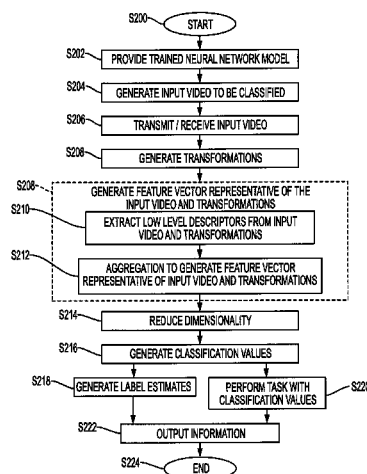 S200
START
S202
PROVIDE TRAINED NEURAL NETWORK MODEL
S204
GENERATE INPUT VIDEO TO BE CLASSIFIED
S206
TRANSMIT / RECEIVE INPUT VIDEO
S208
GENERATE TRANSFORMATIONS
S208
GENERATE FEATURE VECTOR REPRESENTATIVE OF THE
INPUT VIDEO AND TRANSFORMATIONS
S210
EXTRACT LOW LEVEL DESCRIPTORS FROM INPUT
VIDEO AND TRANSFORMATIONS
S212
AGGREGATION TO GENERATE FEATURE VECTOR
REPRESENTATIVE OF INPUT VIDEO AND TRANSFORMATIONS
S214
REDUCE DIMENSIONALITY
S216
GENERATE CLASSIFICATION VALUES
S218
GENERATE LABEL ESTIMATES
PERFORM TASK WITH
CLASSIFICATION VALUES
S220
S222
OUTPUT INFORMATION
S224
END